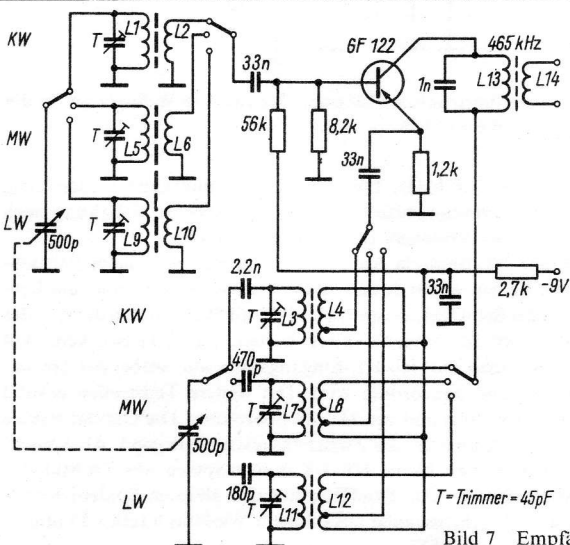 KW
T
L1
L2
33n
GF 122
465 kHz
1n
L13
L14
MW
T
L5
L6
56k
8,2k
33n
1,2k
LW
500p
T
L9
L10
2,2n
33n
2,7k
-9V
KW
T
L3
L4
470
p
MW
500p
T
L7
L8
180p
LW
T
L11
L12
T=Trimmer=45pF
Bild 7 Empfä